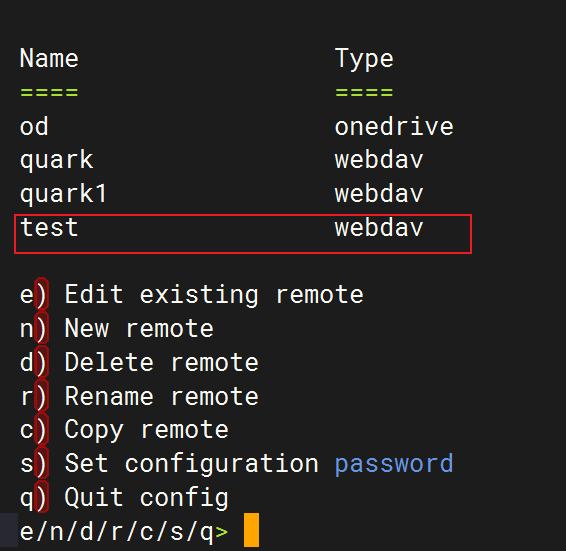 Name                 Type
====                 ====
od                   onedrive
quark                webdav
quark1               webdav
test                 webdav
e) Edit existing remote
n) New remote
d) Delete remote
r) Rename remote
c) Copy remote
s) Set configuration password
q) Quit config
e/n/d/r/c/s/q>